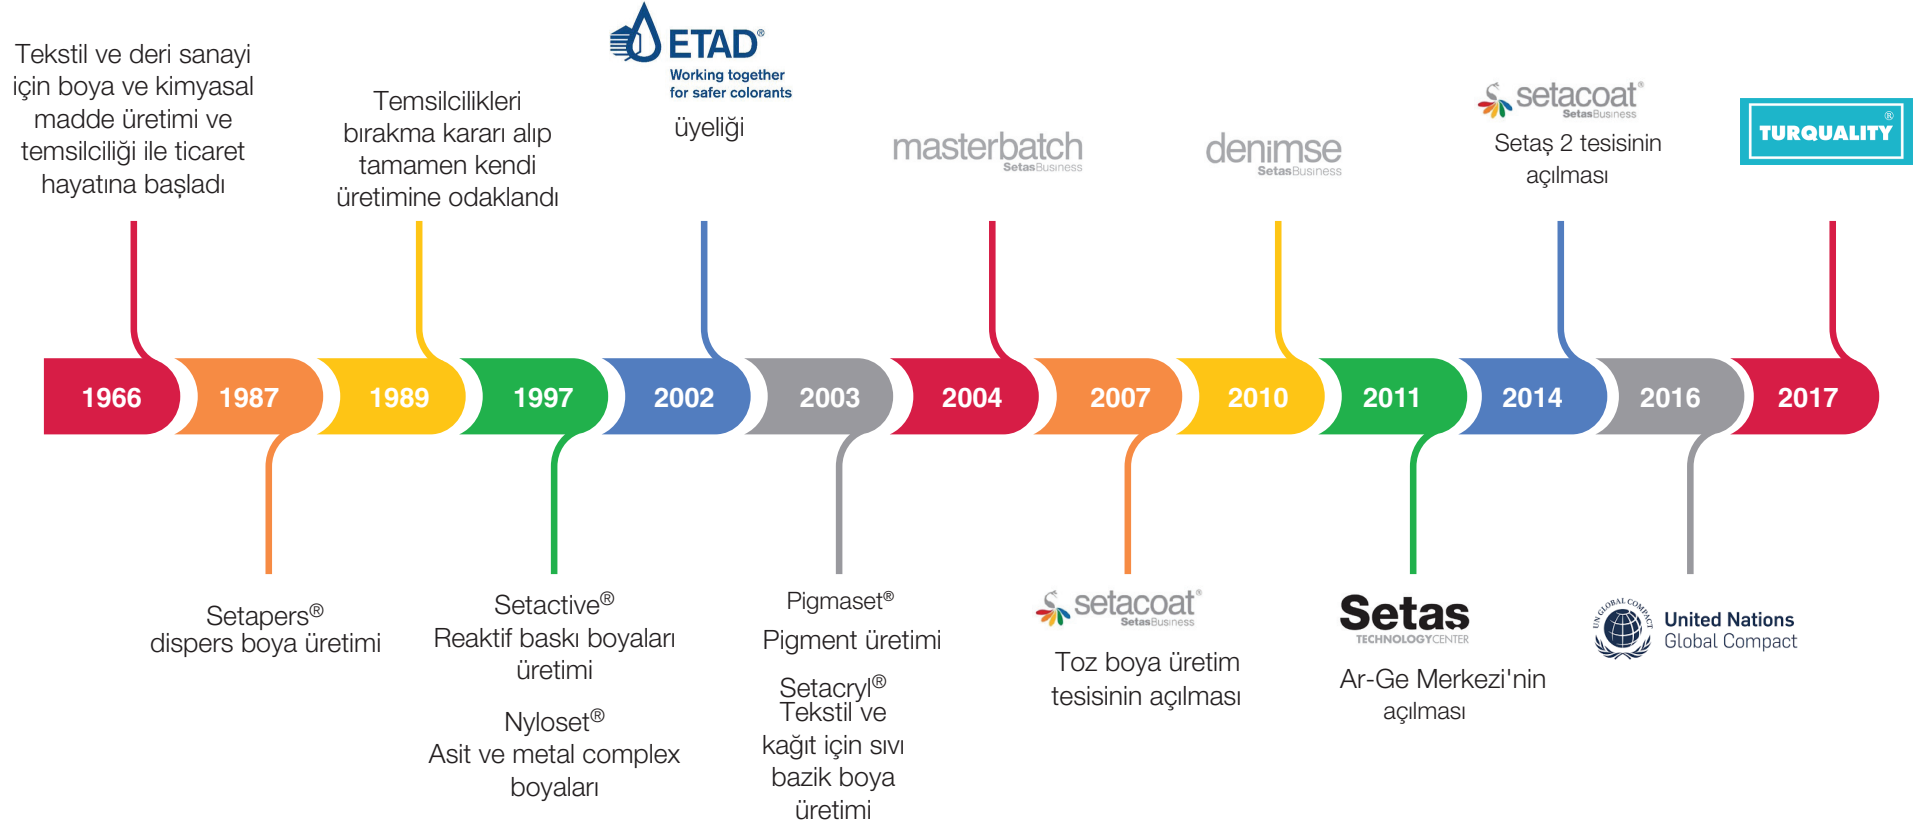 Tekstil ve deri sanayi
için boya ve kimyasal
madde üretimi ve
temsilciliği ile ticaret
hayatına başladı
Temsilcilikleri
bırakma kararı alıp
tamamen kendi
üretimine odaklandı
ETAD®
Working together
for safer colorants
üyeliği
masterbatch
SetasBusiness
denimse
SetasBusiness
setacoat®
SetasBusiness
Setaş 2 tesisinin
açılması
TURQUALITY®
1966 1987 1989 1997 2002 2003 2004 2007 2010 2011 2014 2016 2017
Setapers®
dispers boya üretimi
Setactive®
Reaktif baskı boyaları
üretimi
Nyloset®
Asit ve metal complex
boyaları
Pigmaset®
Pigment üretimi
Setacryl®
Tekstil ve
kağıt için sıvı
bazik boya
üretimi
setacoat®
SetasBusiness
Toz boya üretim
tesisinin açılması
Setas
TECHNOLOGYCENTER
Ar-Ge Merkezi'nin
açılması
UN GLOBAL COMPACT
United Nations
Global Compact